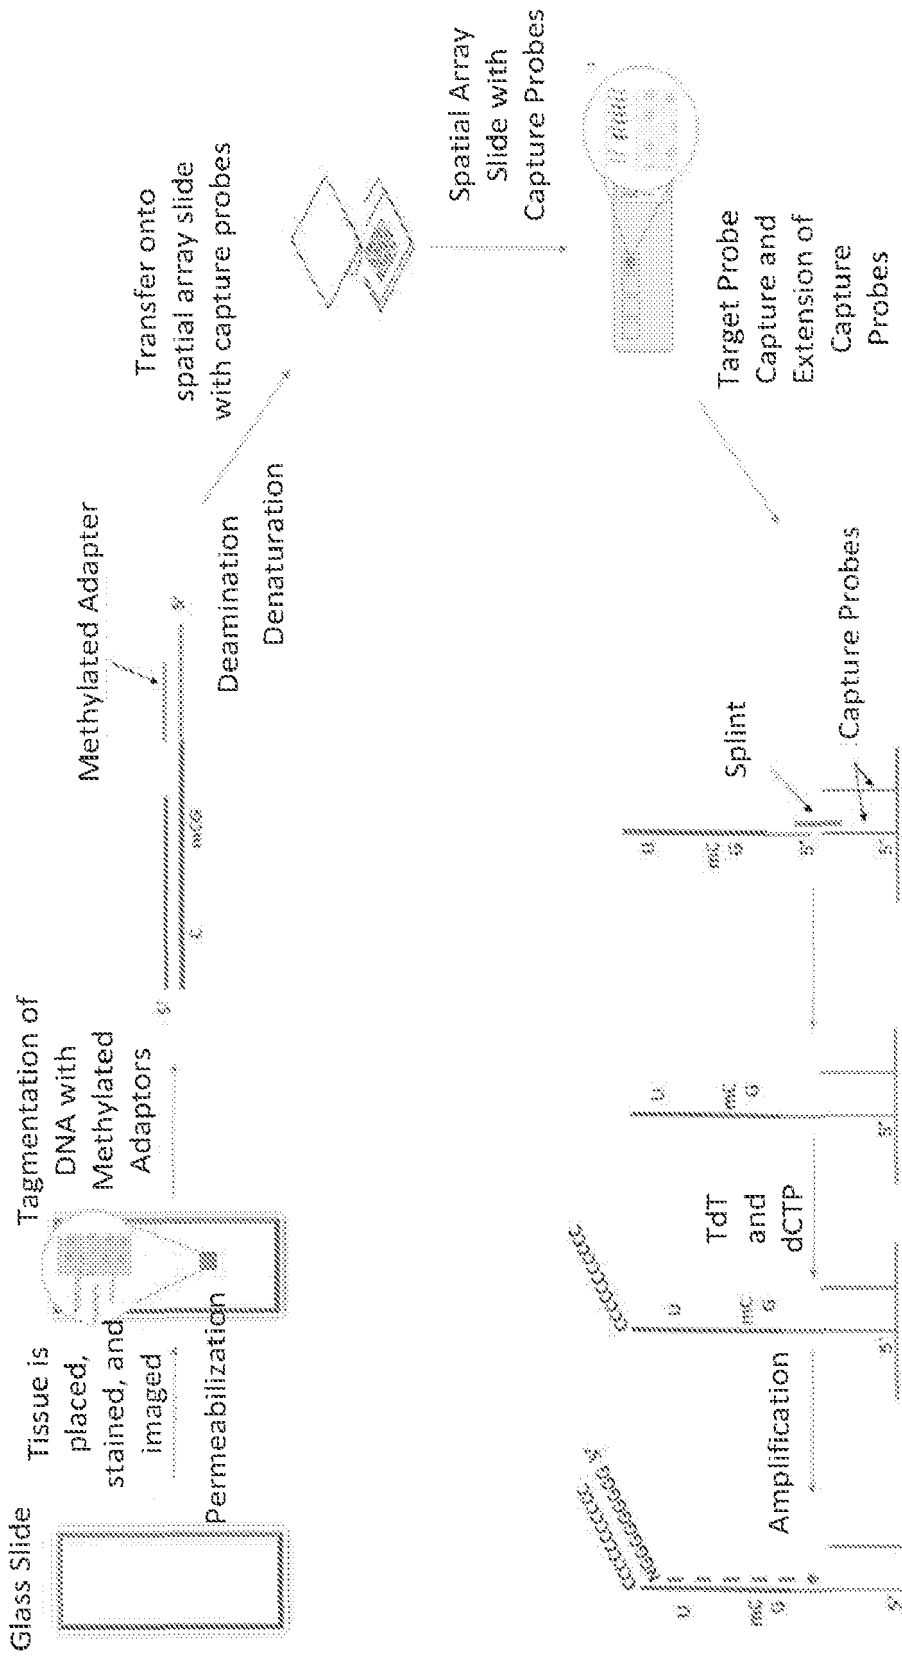 Glass Slide
Tissue is
placed,
stained, and
imaged
Permeabilization
Tagmentation of
DNA with
Methylated
Adaptors
5'
C
mCG
5'
Methylated Adapter
Deamination
Denaturation
Transfer onto
spatial array slide
with capture probes
Spatial Array
Slide with
Capture Probes
Target Probe
Capture and
Extension of
Capture
Probes
Splint
Capture Probes
U
mC
G
5'
5'
U
mC
G
5'
TdT
and
dCTP
U
mC
G
5'
Amplification
U
mC
G
5'